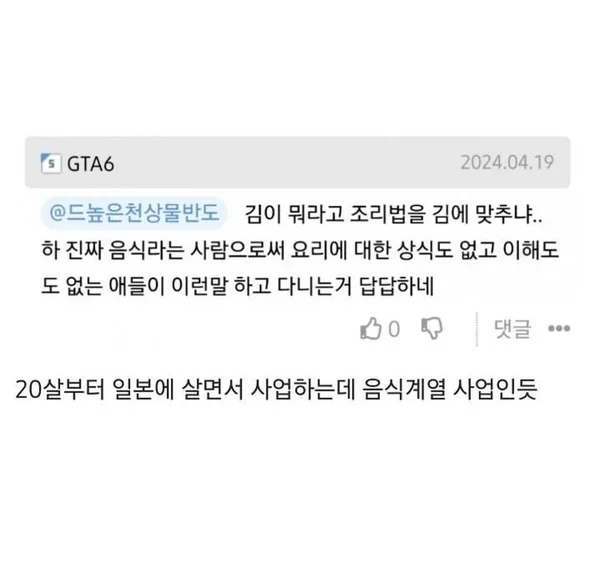 GTA6 2024.04.19
@드높은천상물반도 김이 뭐라고 조리법을 김에 맞추냐..
하 진짜 음식라는 사람으로써 요리에 대한 상식도 없고 이해도
도 없는 애들이 이런말 하고 다니는거 답답하네
0 댓글 •••
20살부터 일본에 살면서 사업하는데 음식계열 사업인듯